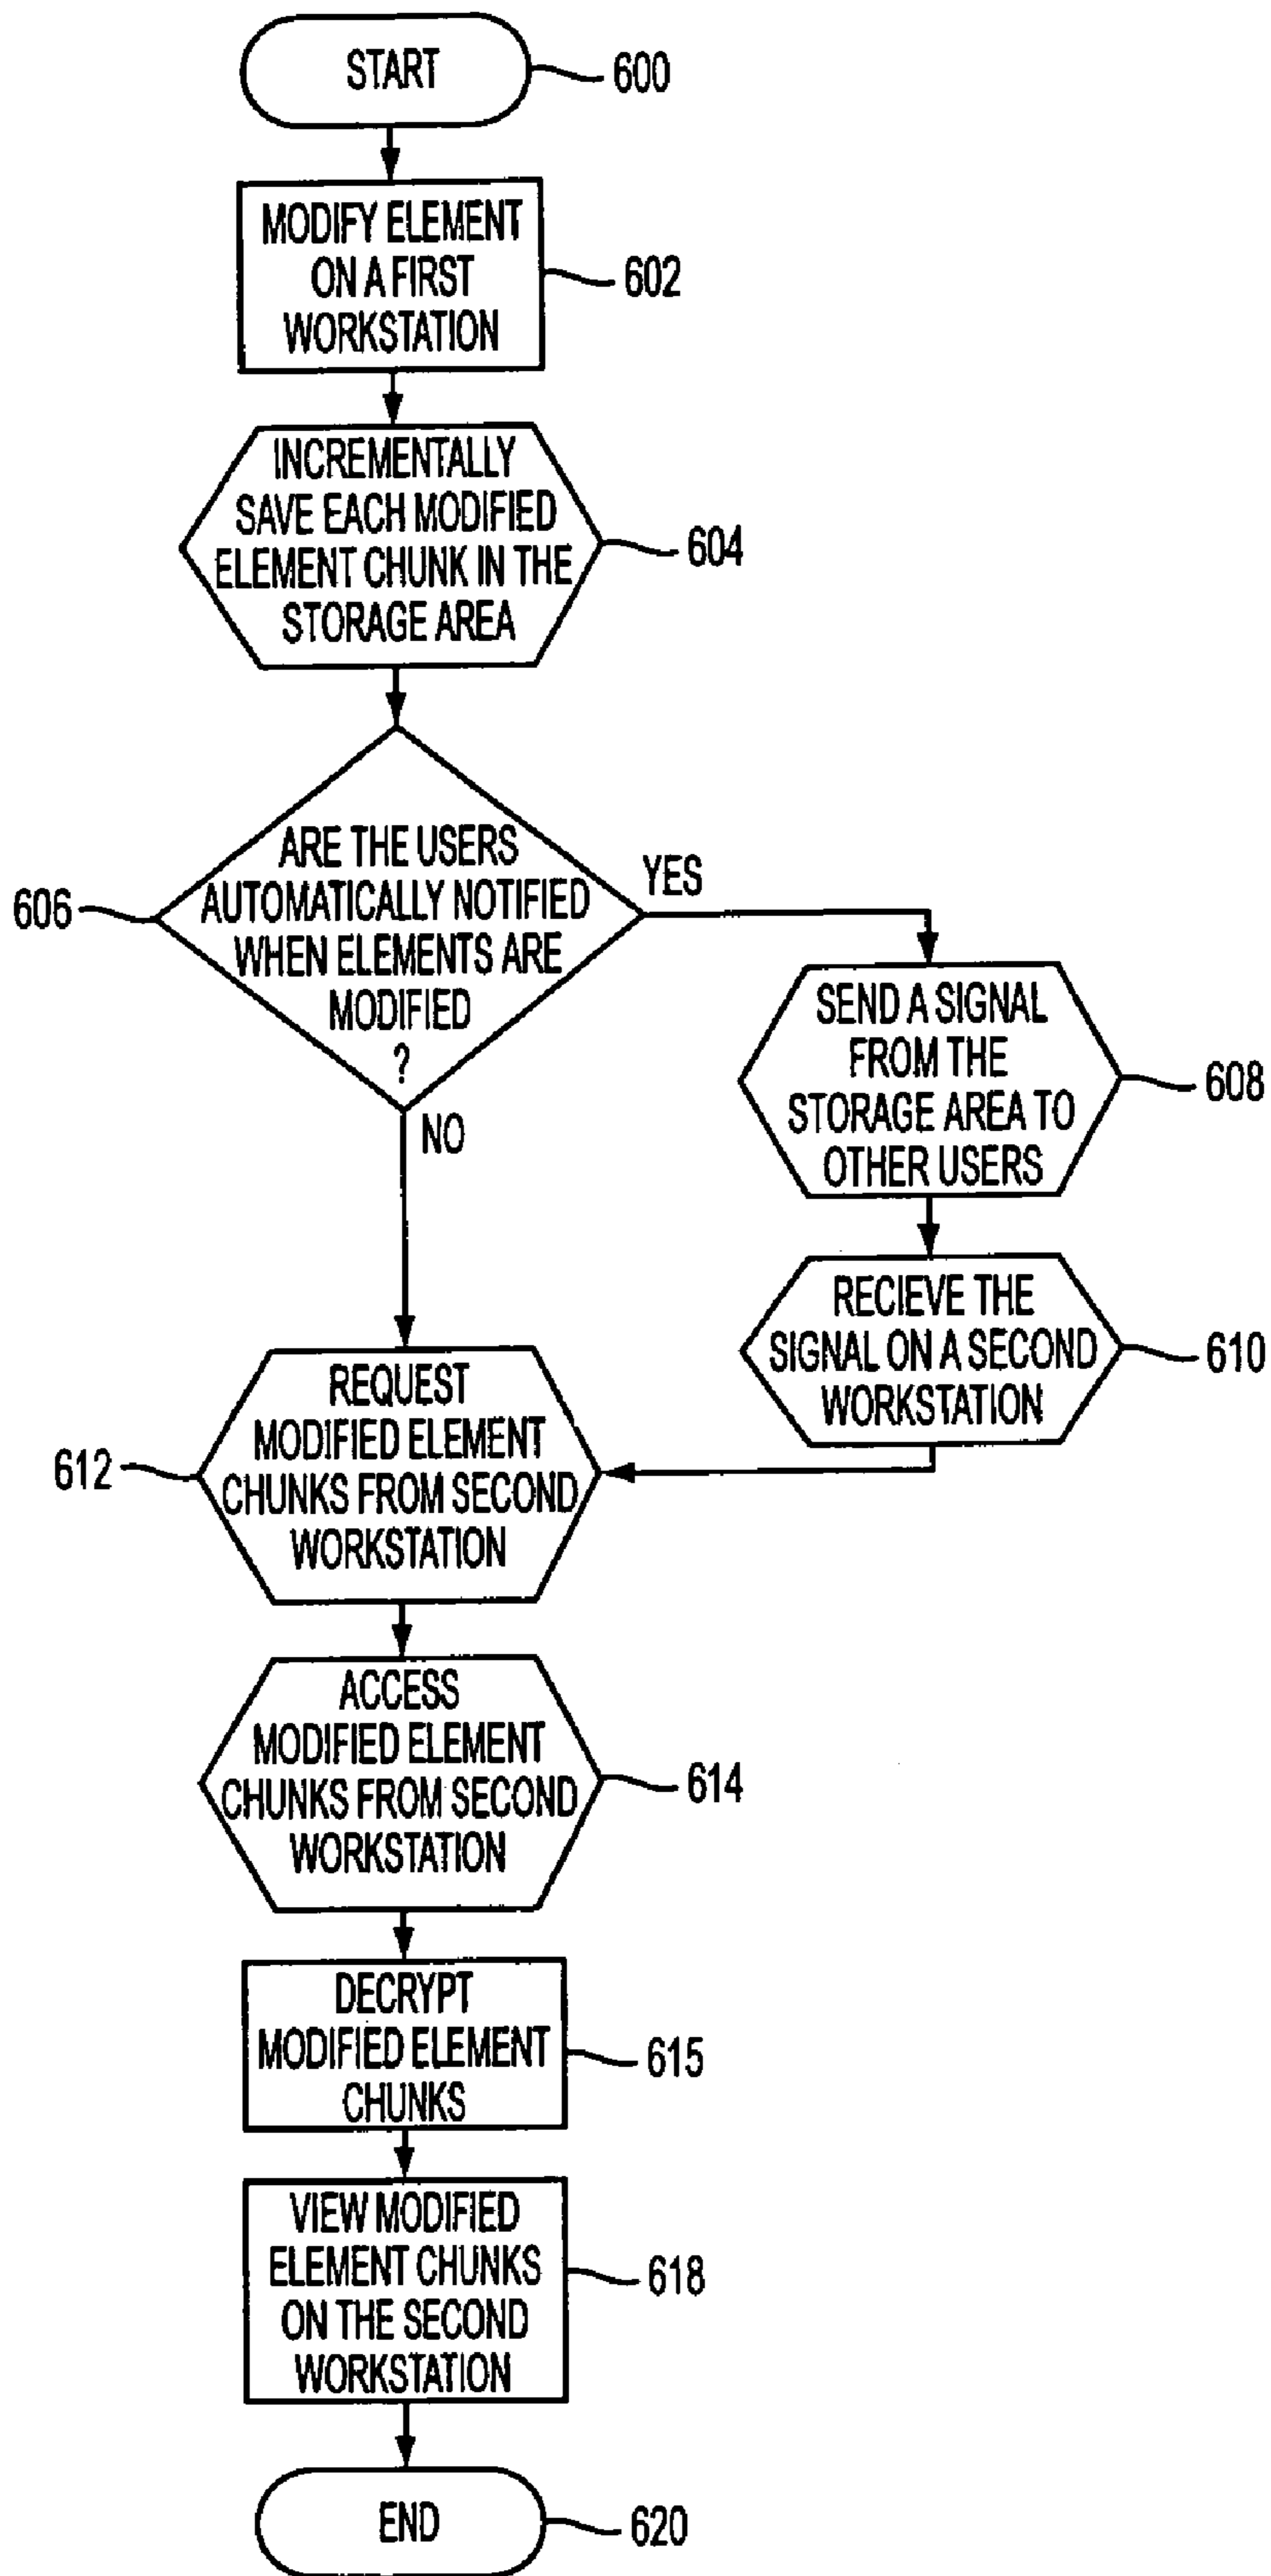 START
600
MODIFY ELEMENT
ON A FIRST
WORKSTATION
602
INCREMENTALLY
SAVE EACH MODIFIED
ELEMENT CHUNK IN THE
STORAGE AREA
604
ARE THE USERS
AUTOMATICALLY NOTIFIED
WHEN ELEMENTS ARE
MODIFIED
?
606
YES
NO
SEND A SIGNAL
FROM THE
STORAGE AREA TO
OTHER USERS
608
RECIEVE THE
SIGNAL ON A SECOND
WORKSTATION
610
REQUEST
MODIFIED ELEMENT
CHUNKS FROM SECOND
WORKSTATION
612
ACCESS
MODIFIED ELEMENT
CHUNKS FROM SECOND
WORKSTATION
614
DECRYPT
MODIFIED ELEMENT
CHUNKS
615
VIEW MODIFIED
ELEMENT CHUNKS
ON THE SECOND
WORKSTATION
618
END
620